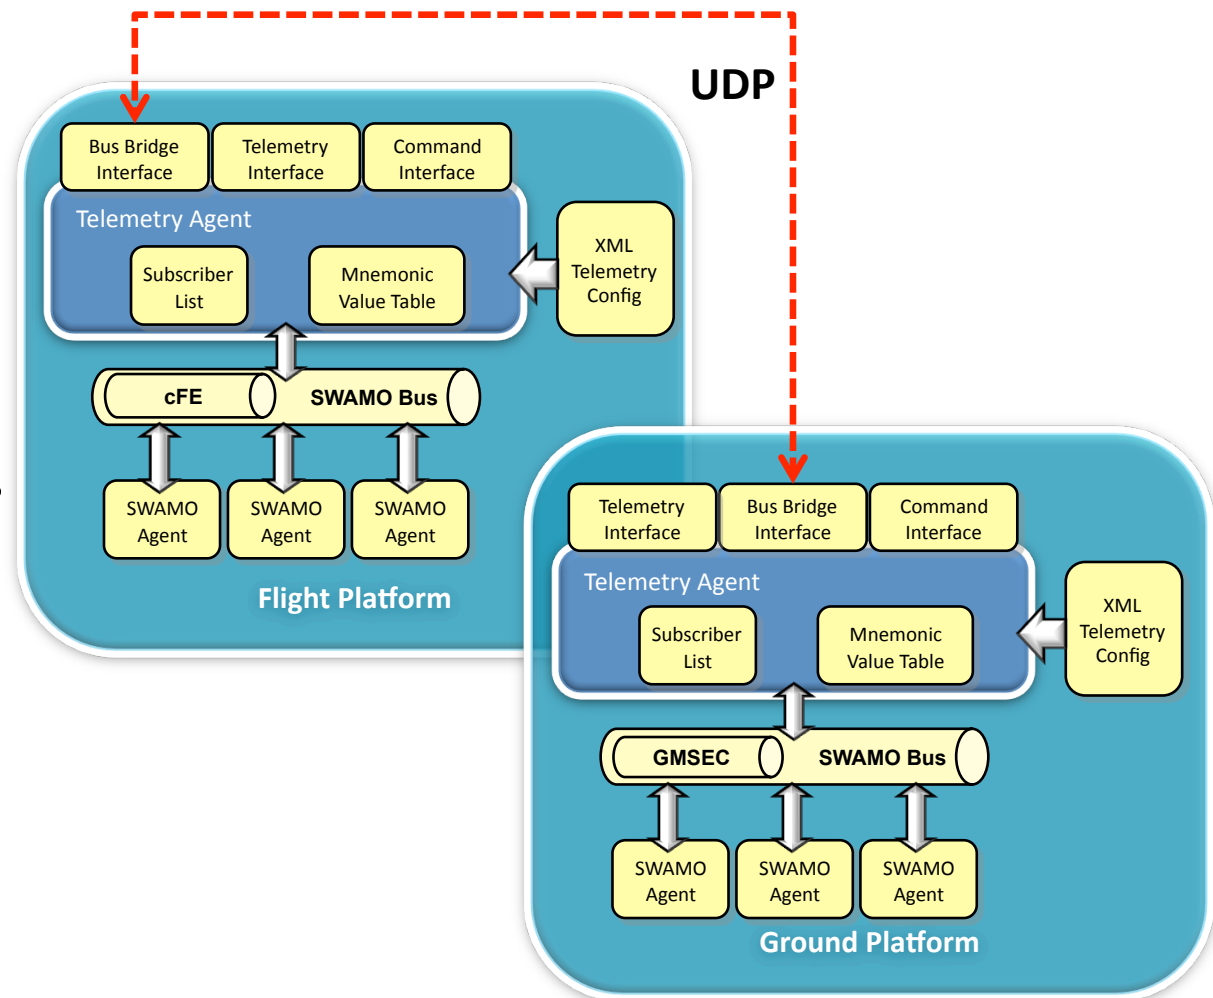 UDP
Bus Bridge
Interface
Telemetry
Interface
Command
Interface
Telemetry Agent
Subscriber
List
Mnemonic
Value Table
XML
Telemetry
Config
cFE
SWAMO Bus
SWAMO
Agent
SWAMO
Agent
SWAMO
Agent
Flight Platform
Telemetry
Interface
Bus Bridge
Interface
Command
Interface
Telemetry Agent
Subscriber
List
Mnemonic
Value Table
XML
Telemetry
Config
GMSEC
SWAMO Bus
SWAMO
Agent
SWAMO
Agent
SWAMO
Agent
Ground Platform